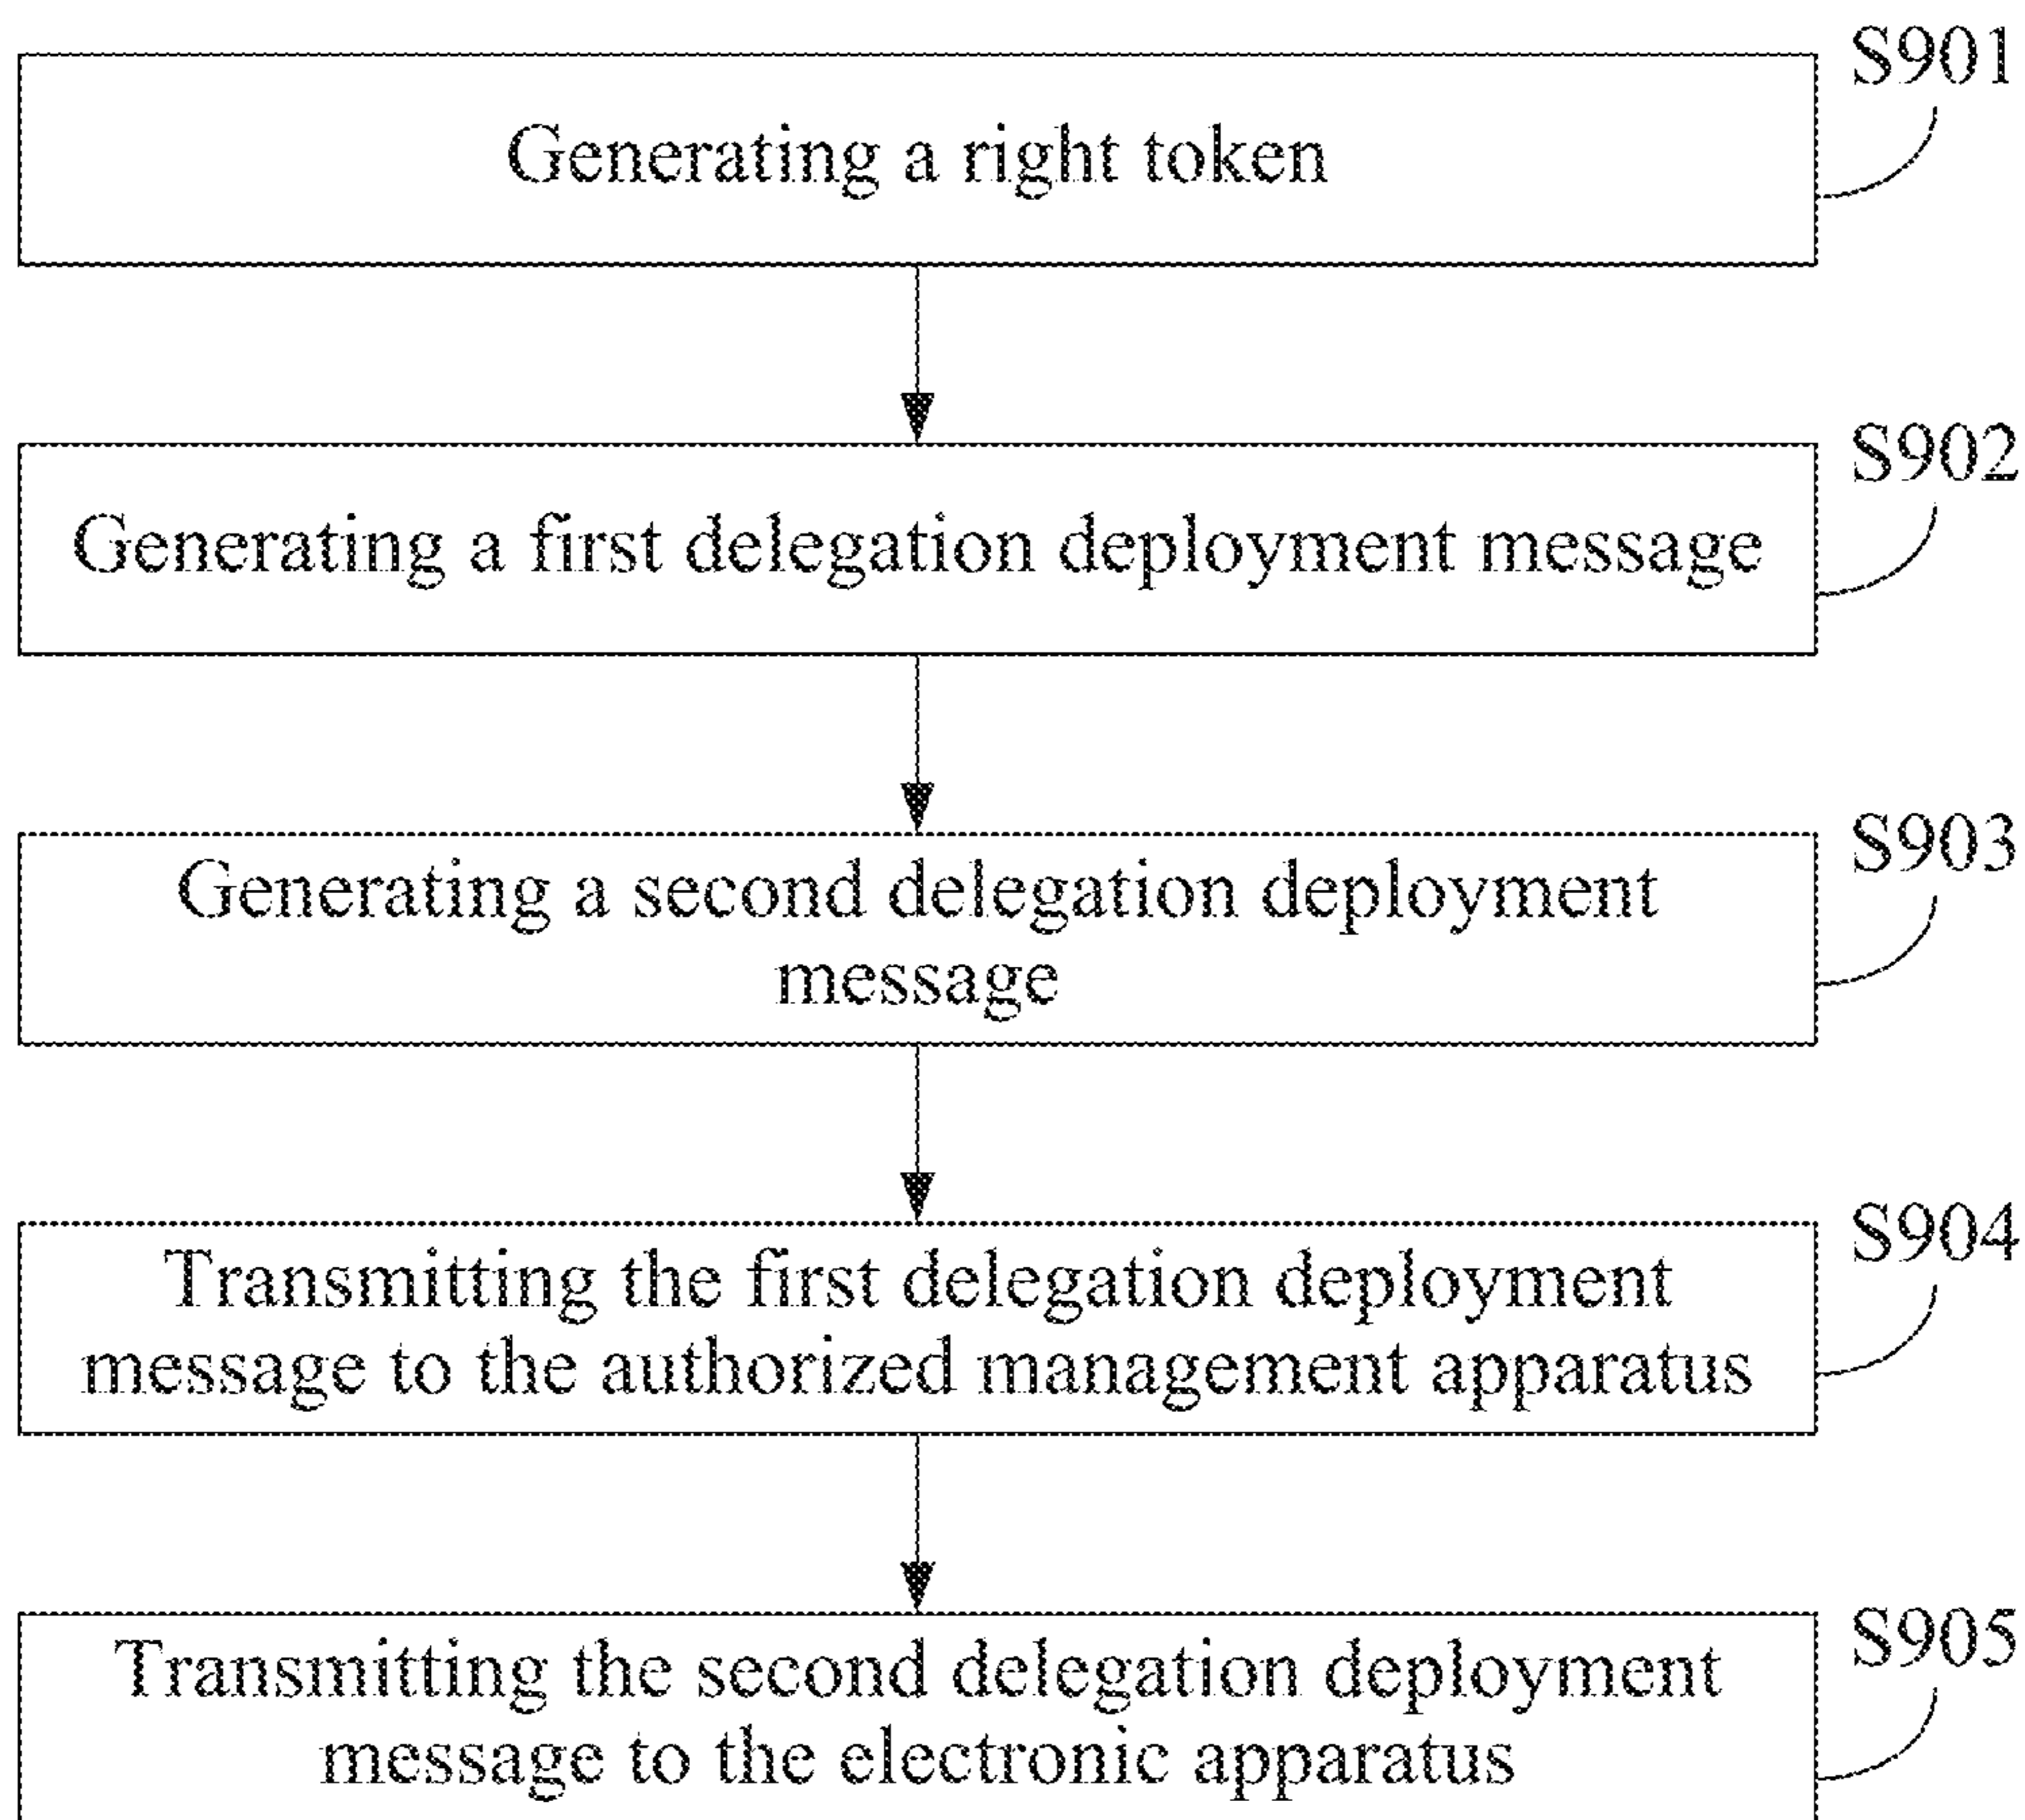 S901
Generating a right token
S902
Generating a first delegation deployment message
S903
Generating a second delegation deployment
message
S904
Transmitting the first delegation deployment
message to the authorized management apparatus
S905
Transmitting the second delegation deployment
message to the electronic apparatus